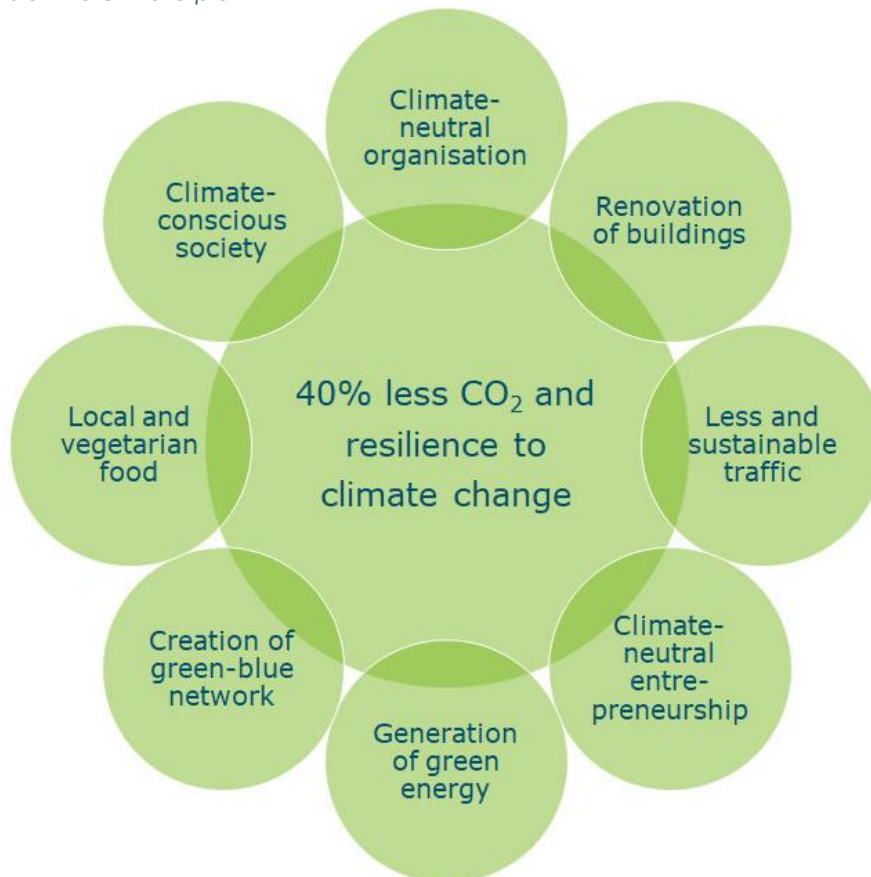 Climate-
neutral
organisation
Renovation
of buildings
Less and
sustainable
traffic
Climate-
neutral
entre-
preneurship
Generation
of green
energy
Creation of
green-blue
network
Local and
vegetarian
food
Climate-
conscious
society
40% less CO₂ and
resilience to
climate change